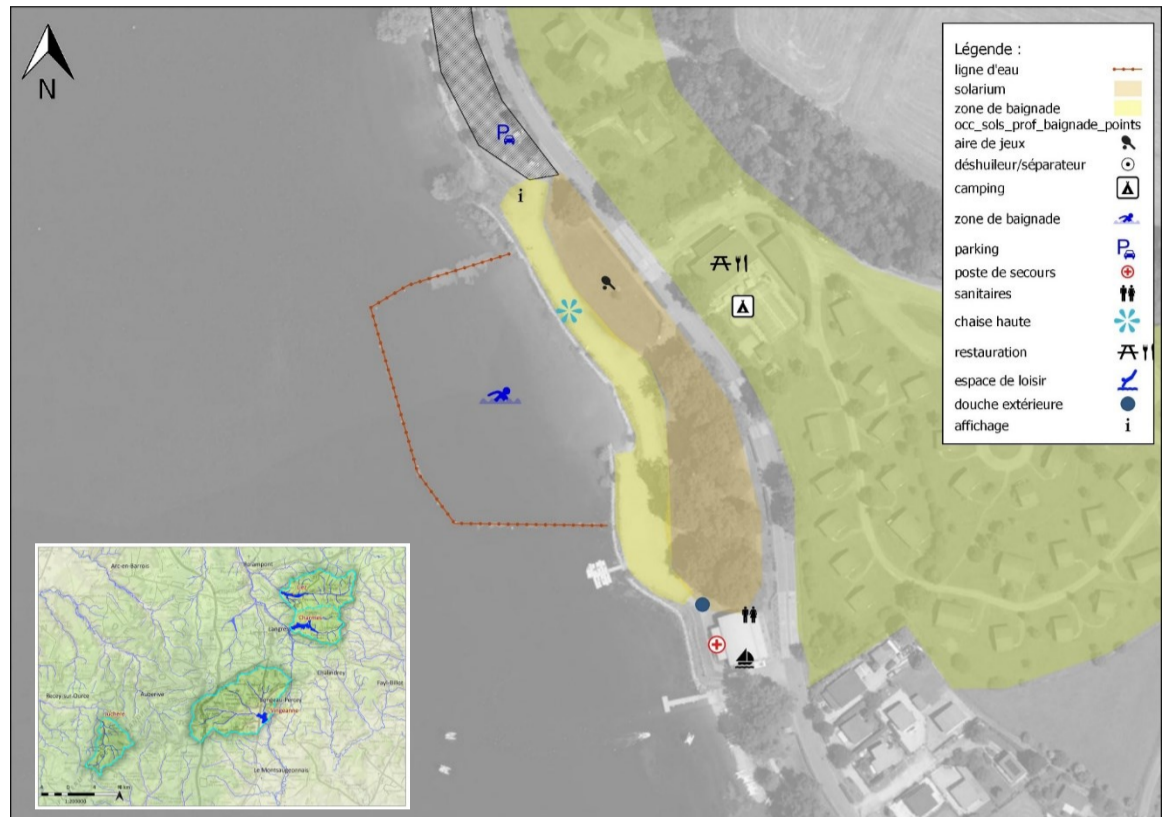 N
P
i
Légende :
ligne d'eau
solarium
zone de baignade
occ_sols_prof_baignade_points
aire de jeux
déshuileur/séparateur
camping
zone de baignade
parking
P
poste de secours
sanitaires
chaise haute
restauration
espace de loisir
douche extérieure
affichage
i
Arc-en-Barrois
Auberive
Le Montsaugeonnais